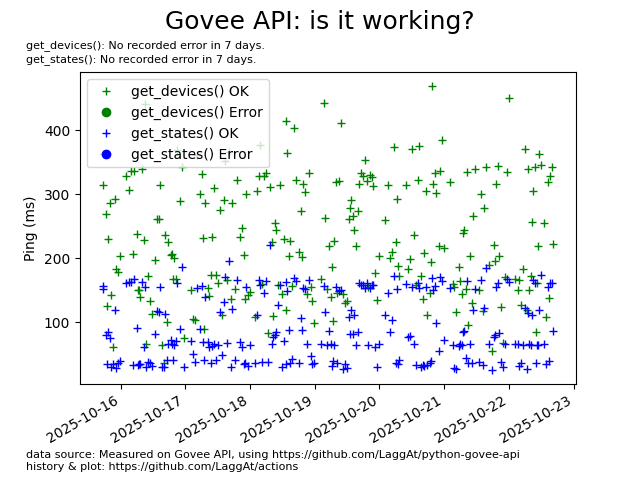 Govee API: is it working?
get_devices(): No recorded error in 7 days.
get_states(): No recorded error in 7 days.
get_devices() OK
get_devices() Error
get_states() OK
get_states() Error
Ping (ms)
400
300
200
100
2025-10-16
2025-10-17
2025-10-18
2025-10-19
2025-10-20
2025-10-21
2025-10-22
2025-10-23
data source: Measured on Govee API, using https://github.com/LaggAt/python-govee-api
history & plot: https://github.com/LaggAt/actions